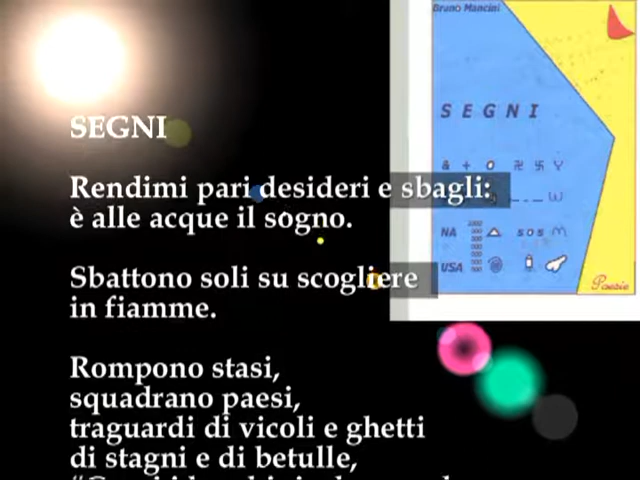 Bruno Mancini
SEGNI
SEGNI
Rendimi pari desideri e sbagli:
è alle acque il sogno.
Sbattono soli su scogliere
in fiamme.
Rompono stasi,
squadrano paesi,
traguardi di vicoli e ghetti
di stagni e di betulle,
& +
NA
SOS
USA
Poesie